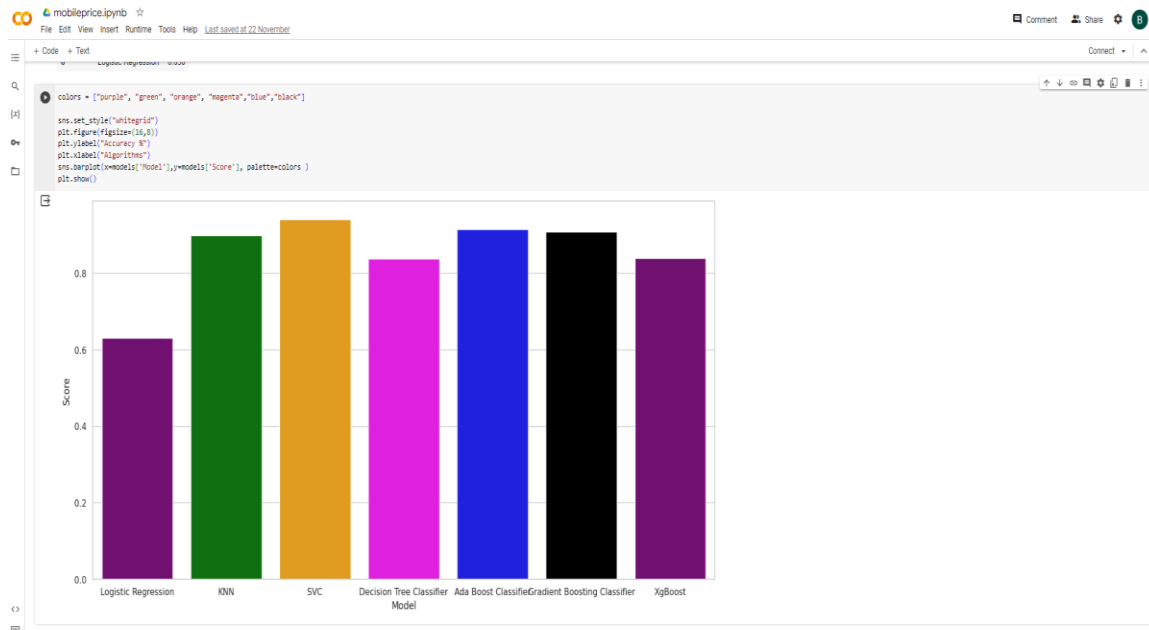 mobileprice.ipynb
File Edit View Insert Runtime Tools Help Last saved at 22 November
Comment Share B
+ Code + Text
Connect
Logistic Regression
colors = ["purple", "green", "orange", "magenta","blue","black"]
sns.set_style("whitegrid")
plt.figure(figsize=(16,8))
plt.ylabel("Accuracy %")
plt.xlabel("Algorithms")
sns.barplot(x=models['Model'],y=models['Score'], palette=colors )
plt.show()
0.8
0.6
Score
0.4
0.2
0.0
Logistic Regression KNN SVC Decision Tree Classifier Ada Boost Classifier Gradient Boosting Classifier XgBoost
Model